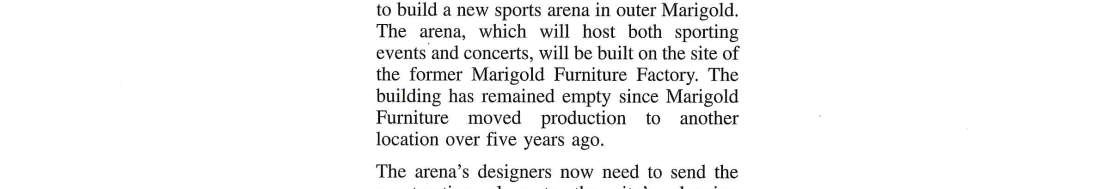 to build a new sports arena in outer Marigold.
The arena, which will host both sporting
events and concerts, will be built on the site of
the former Marigold Furniture Factory. The
building has remained empty since Marigold
Furniture moved production to another
location over five years ago.
The arena's designers now need to send the